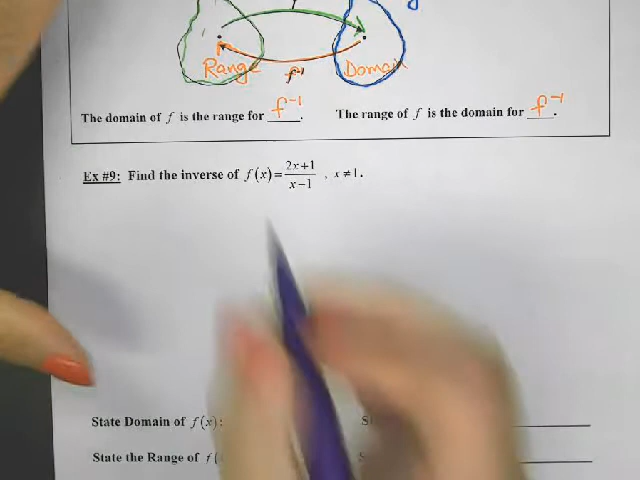 Range
f⁻¹
Domain
The domain of f is the range for f⁻¹.
The range of f is the domain for f⁻¹.
Ex #9: Find the inverse of f(x)=2x+1/x−1 , x≠1.
State Domain of f(x):
State the Range of f(